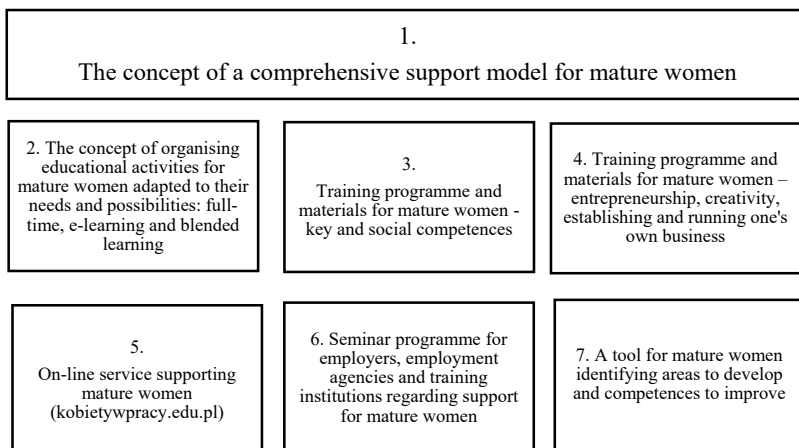 1.
The concept of a comprehensive support model for mature women
2. The concept of organising
educational activities for
mature women adapted to their
needs and possibilities: full-
time, e-learning and blended
learning
3.
Training programme and
materials for mature women -
key and social competences
4. Training programme and
materials for mature women –
entrepreneurship, creativity,
establishing and running one's
own business
5.
On-line service supporting
mature women
(kobietywpracy.edu.pl)
6. Seminar programme for
employers, employment
agencies and training
institutions regarding support
for mature women
7. A tool for mature women
identifying areas to develop
and competences to improve